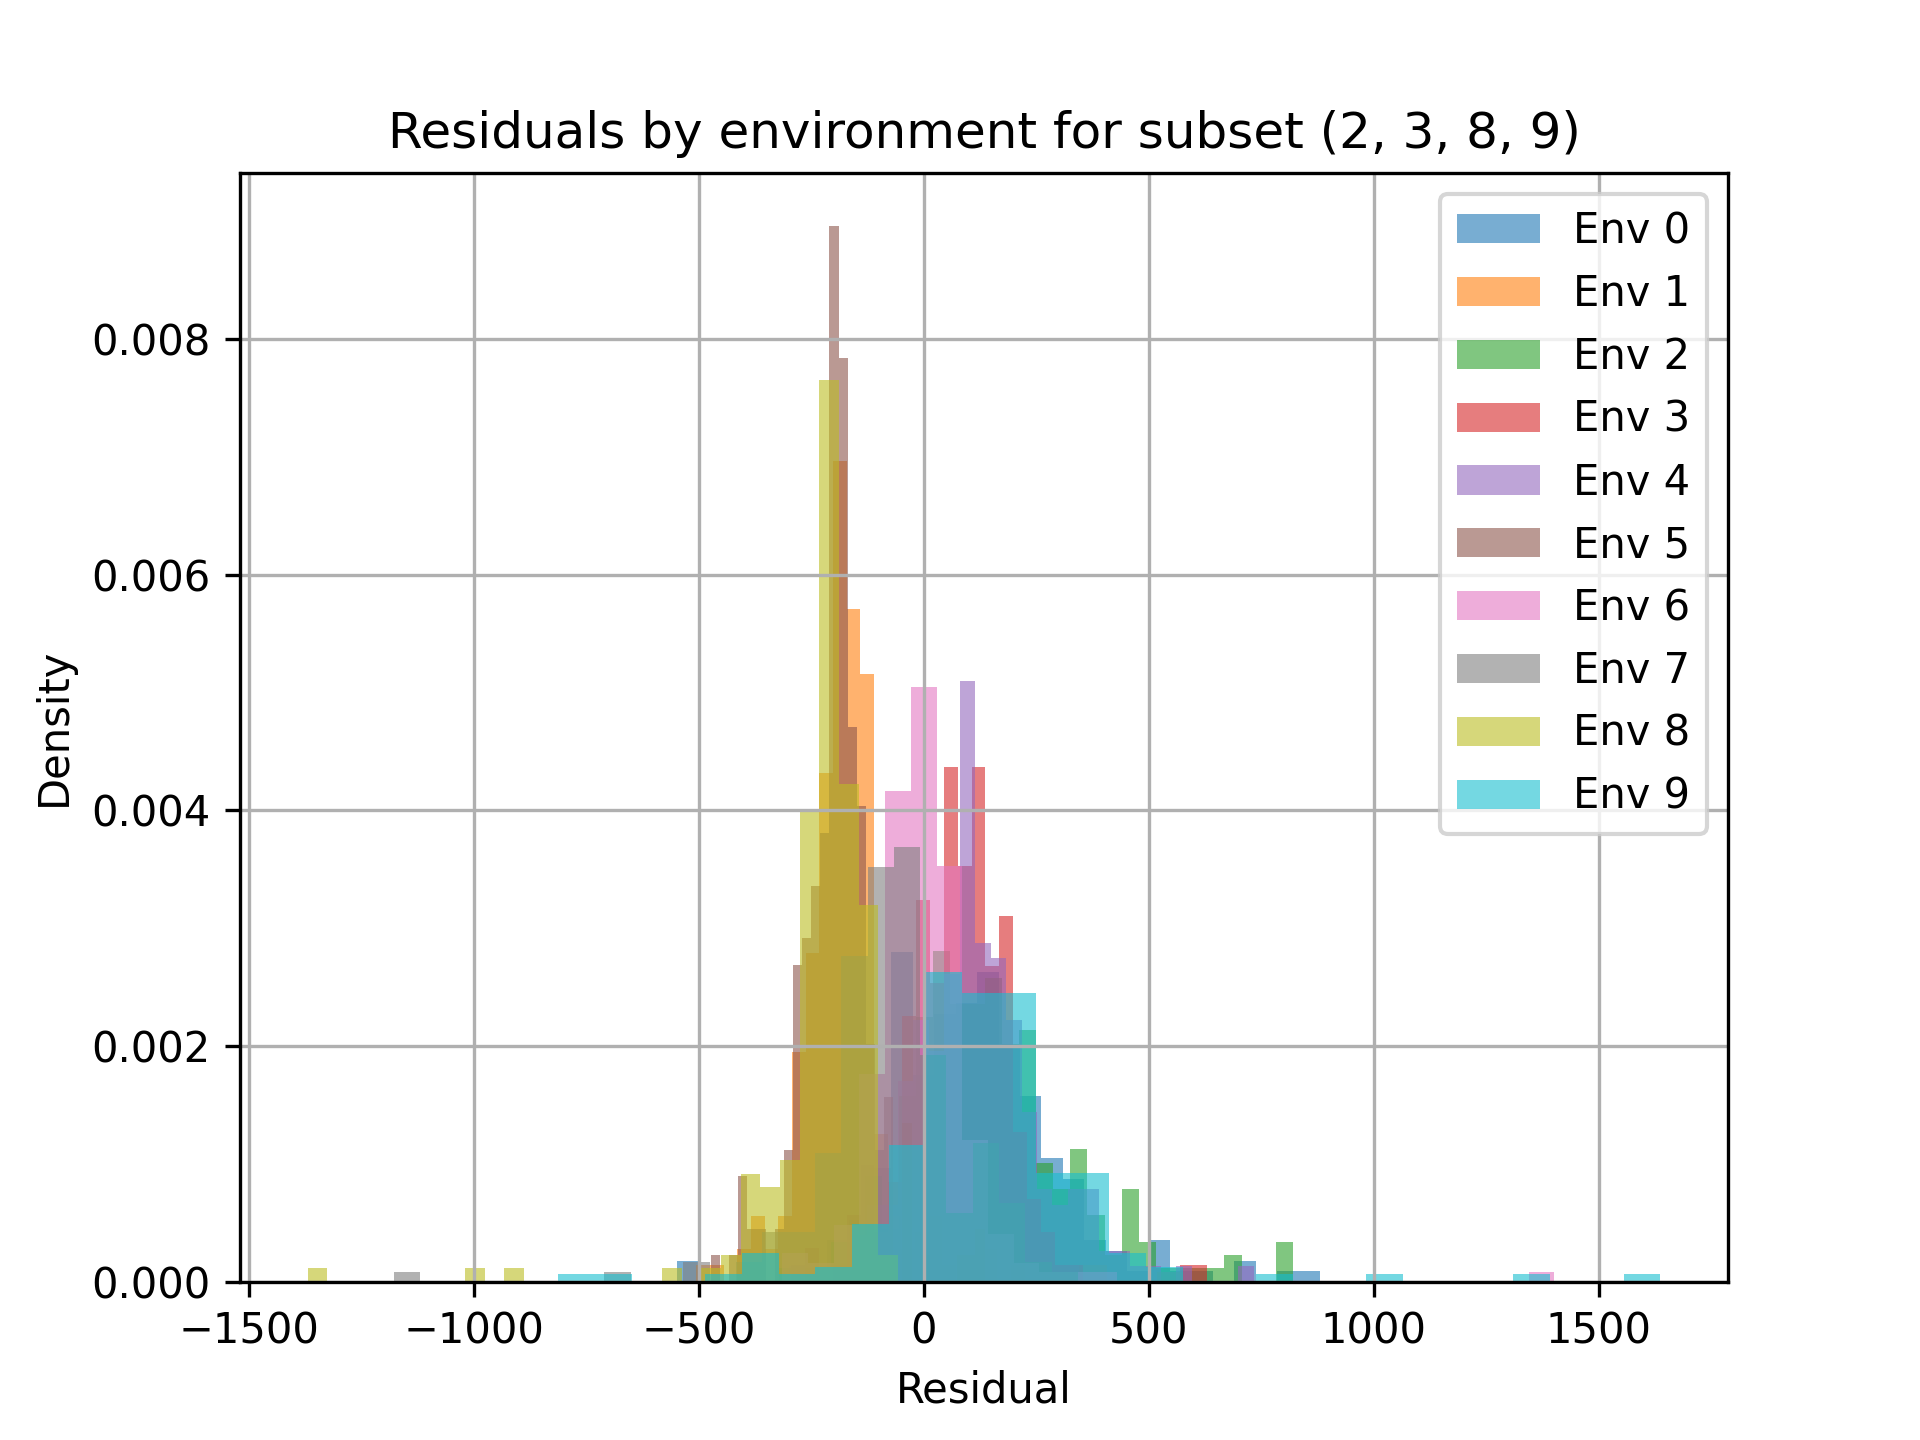 Residuals by environment for subset (2, 3, 8, 9)
Env 0
Env 1
Env 2
Env 3
Env 4
Env 5
Env 6
Env 7
Env 8
Env 9
0.008
0.006
0.004
0.002
0.000
Density
−1500 −1000 −500 0 500 1000 1500
Residual